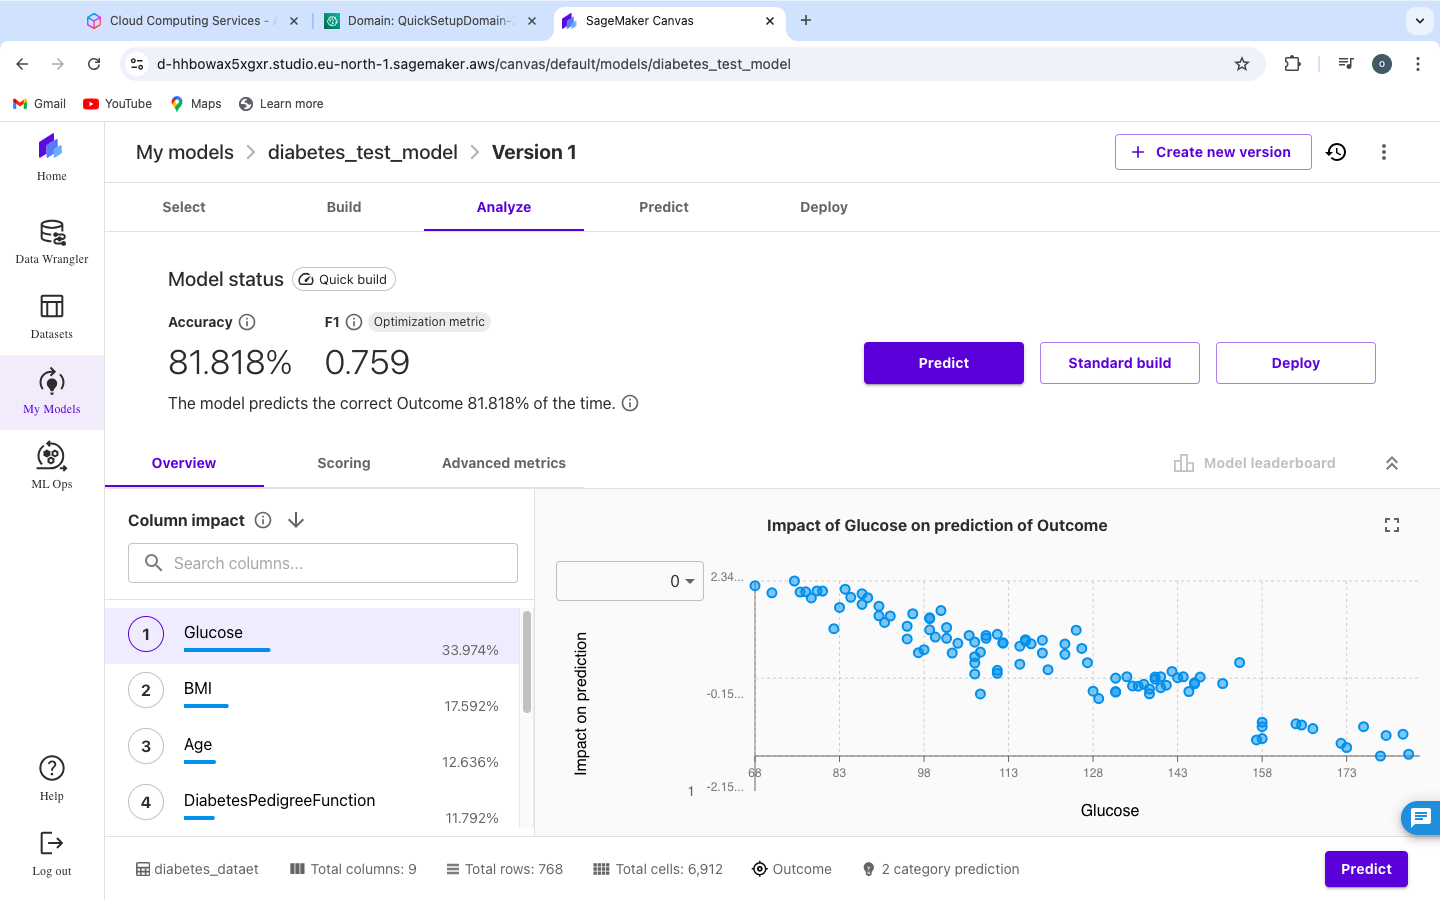 Cloud Computing Services -
Domain: QuickSetupDomain-
SageMaker Canvas
d-hhbowax5xgxr.studio.eu-north-1.sagemaker.aws/canvas/default/models/diabetes_test_model
o
Gmail
YouTube
Maps
Learn more
Home
Data Wrangler
Datasets
My Models
ML Ops
Help
Log out
My models > diabetes_test_model > Version 1
+ Create new version
Select
Build
Analyze
Predict
Deploy
Model status
Quick build
Accuracy
F1
Optimization metric
81.818%
0.759
The model predicts the correct Outcome 81.818% of the time.
Predict
Standard build
Deploy
Overview
Scoring
Advanced metrics
Model leaderboard
Column impact
Search columns...
1
Glucose
33.974%
2
BMI
17.592%
3
Age
12.636%
4
DiabetesPedigreeFunction
11.792%
Impact of Glucose on prediction of Outcome
0
1
Impact on prediction
2.34...
-0.15...
-2.15...
68 83 98 113 128 143 158 173
Glucose
diabetes_dataet
Total columns: 9
Total rows: 768
Total cells: 6,912
Outcome
2 category prediction
Predict